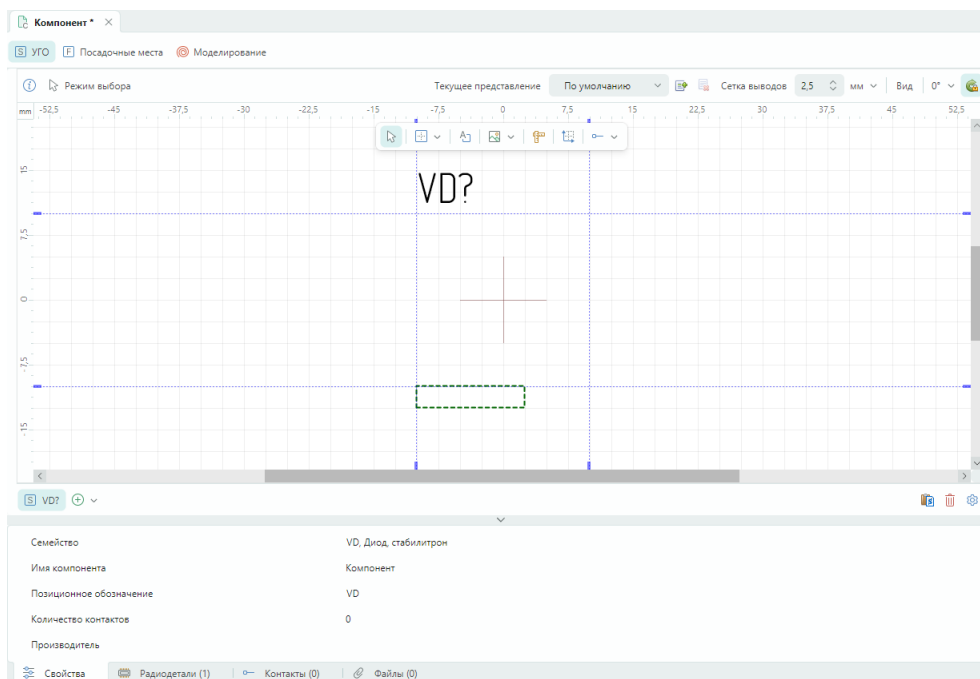 Компонент *
S УГО F Посадочные места Моделирование
Режим выбора Текущее представление По умолчанию Сетка выводов 2,5 мм Вид 0°
mm -52,5 -45 -37,5 -30 -22,5 -15 -7,5 0 7,5 15 22,5 30 37,5 45 52,5
15
VD?
7,5
0
-7,5
-15
S VD?
Семейство VD, Диод, стабилитрон
Имя компонента Компонент
Позиционное обозначение VD
Количество контактов 0
Производитель
Свойства Радиодетали (1) Контакты (0) Файлы (0)